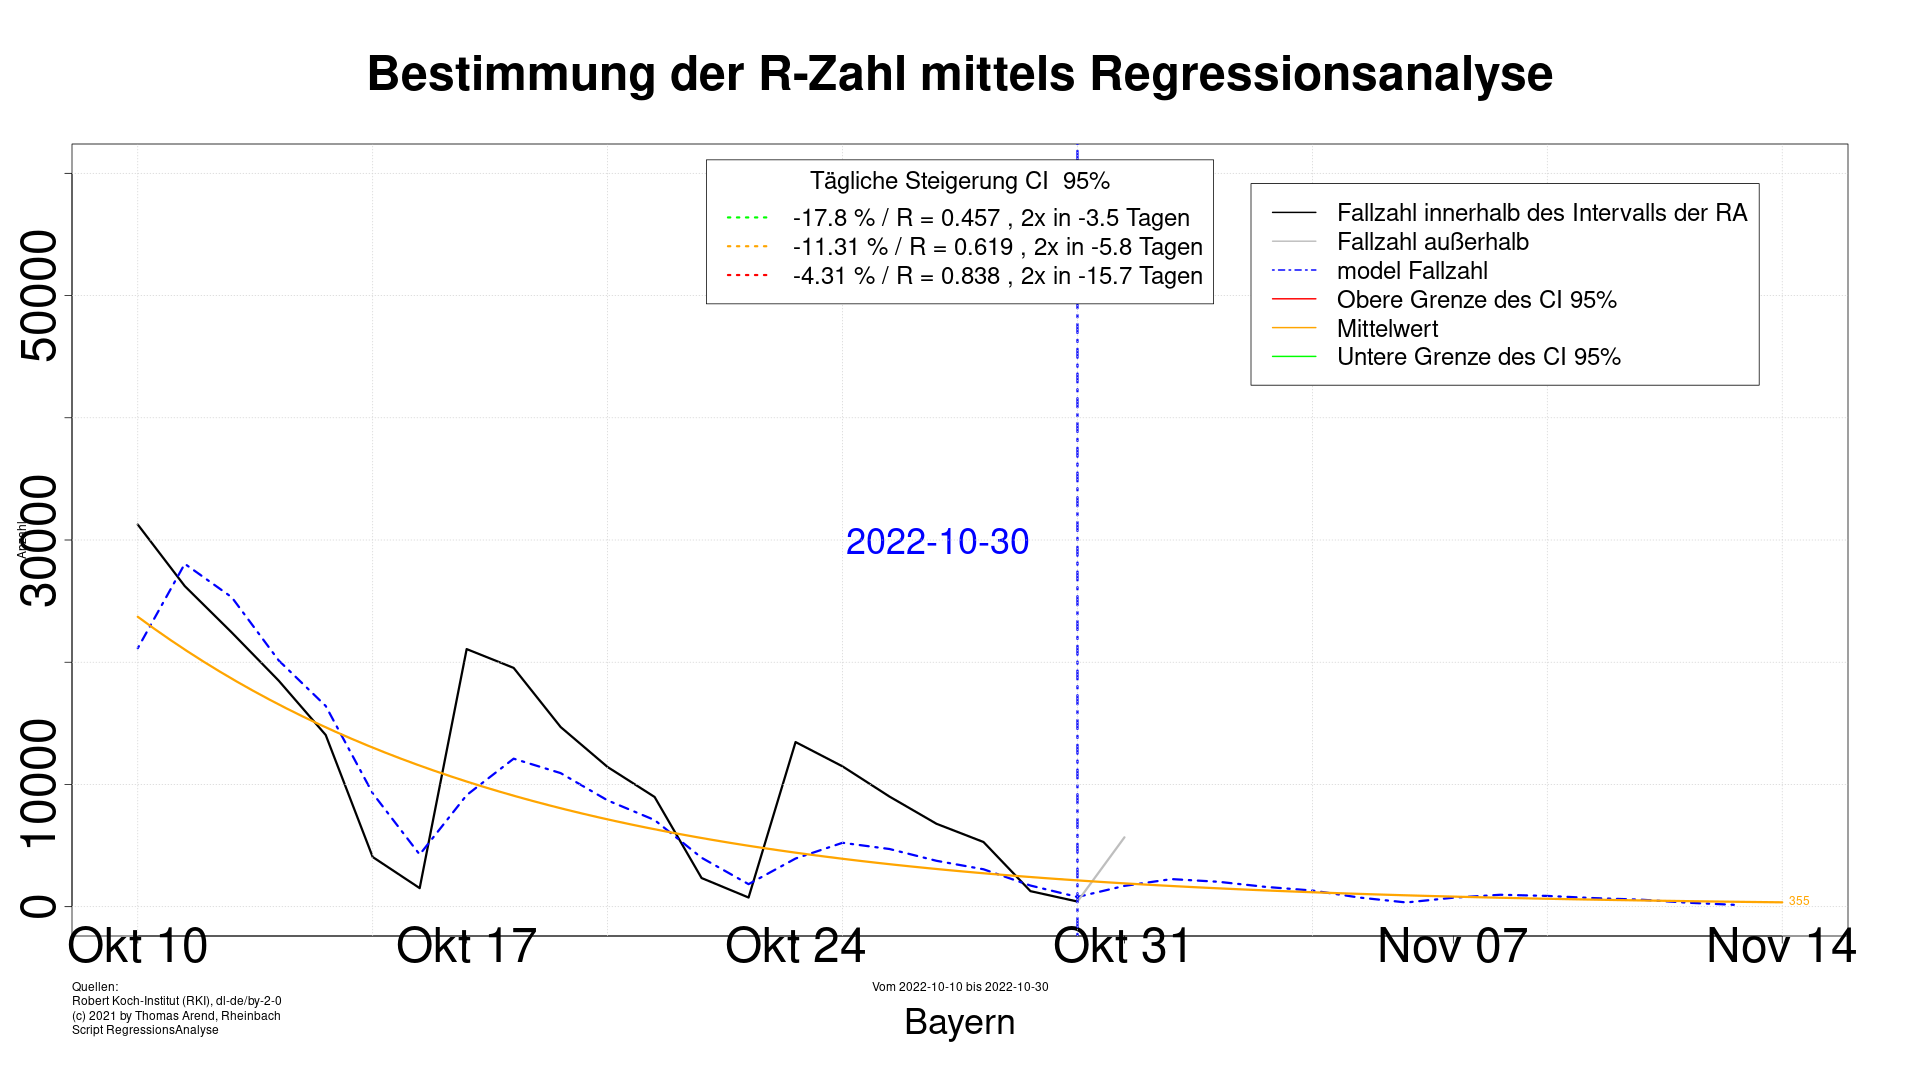 Bestimmung der R-Zahl mittels Regressionsanalyse
Tägliche Steigerung CI  95%
-17.8 % / R = 0.457 , 2x in -3.5 Tagen
-11.31 % / R = 0.619 , 2x in -5.8 Tagen
-4.31 % / R = 0.838 , 2x in -15.7 Tagen
Fallzahl innerhalb des Intervalls der RA
Fallzahl außerhalb
model Fallzahl
Obere Grenze des CI 95%
Mittelwert
Untere Grenze des CI 95%
50000
30000
10000
0
Anzahl
2022-10-30
355
Okt 10
Okt 17
Okt 24
Okt 31
Nov 07
Nov 14
Quellen:
Robert Koch-Institut (RKI), dl-de/by-2-0
(c) 2021 by Thomas Arend, Rheinbach
Script RegressionsAnalyse
Vom 2022-10-10 bis 2022-10-30
Bayern